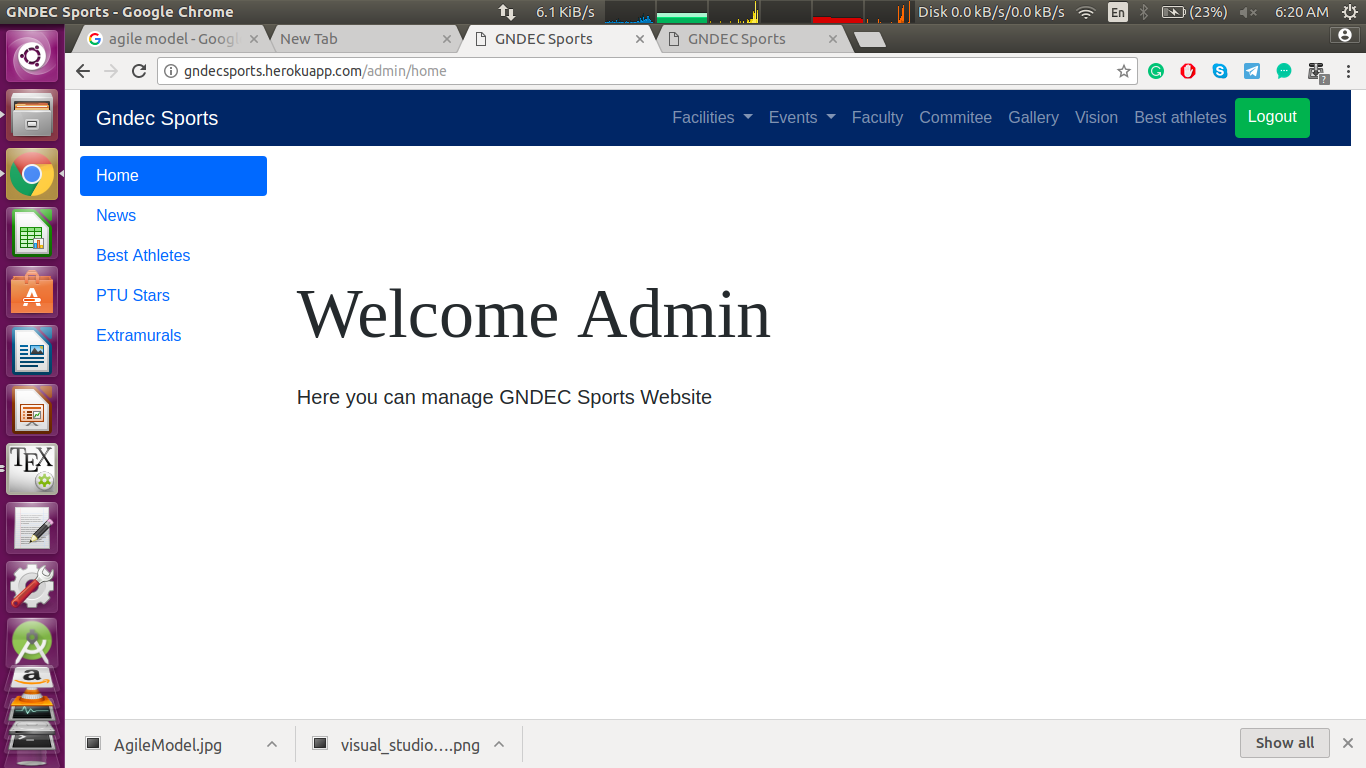 GNDEC Sports - Google Chrome
6.1 KiB/s
Disk 0.0 kB/s/0.0 kB/s
En
(23%)
6:20 AM
agile model - Goog
New Tab
GNDEC Sports
GNDEC Sports
gndecsports.herokuapp.com/admin/home
Gndec Sports
Facilities
Events
Faculty
Commitee
Gallery
Vision
Best athletes
Logout
Home
News
Best Athletes
PTU Stars
Extramurals
Welcome Admin
Here you can manage GNDEC Sports Website
TEX
AgileModel.jpg
visual_studio....png
Show all